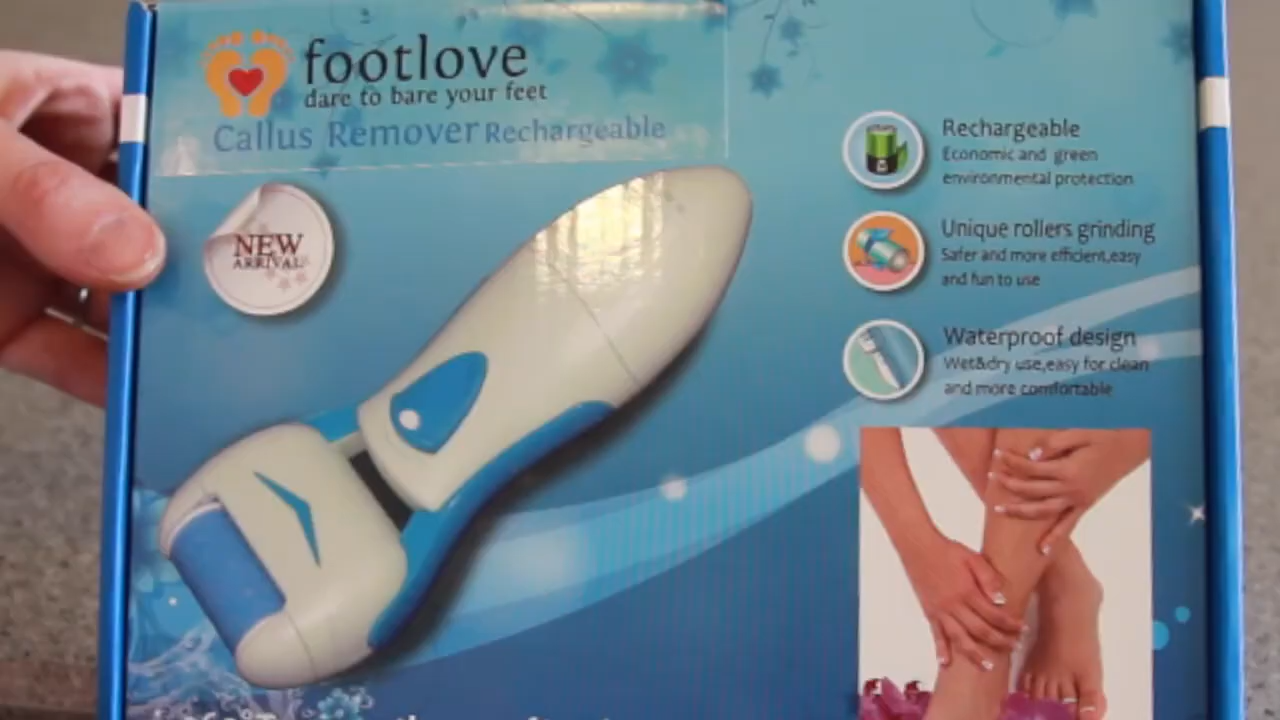 footlove
dare to bare your feet
Callus Remover Rechargeable
NEW
ARRIVAL
Rechargeable
Economic and green
environmental protection
Unique rollers grinding
Safer and more efficient,easy
and fun to use
Waterproof design
Wet&dry use,easy for clean
and more comfortable